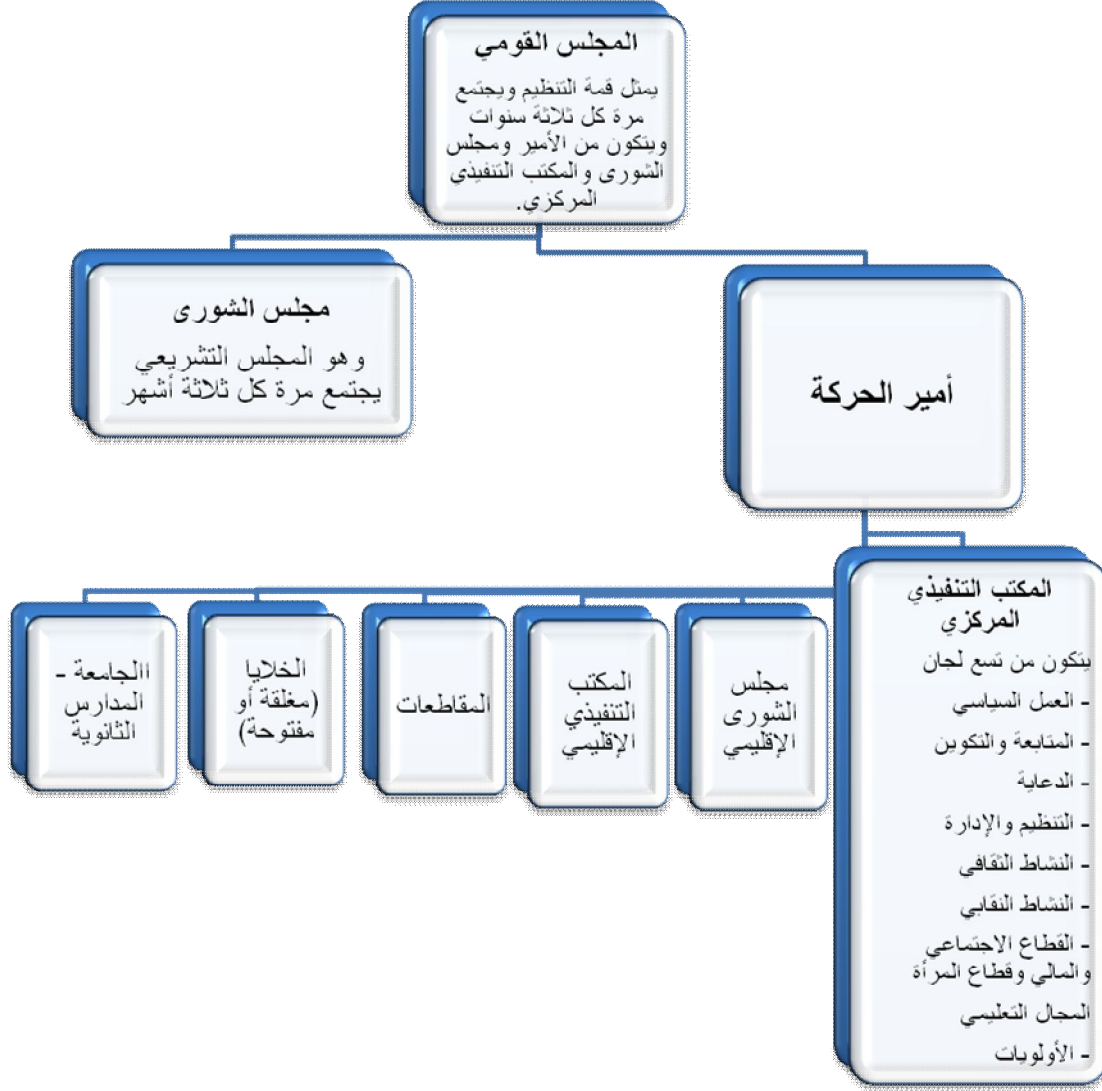 المجلس القومي
يمثل قمة التنظيم ويجتمع
مرة كل ثلاثة سنوات
ويتكون من الأمير ومجلس
الشورى والمكتب التنفيذي
المركزي.
أمير الحركة
مجلس الشورى
وهو المجلس التشريعي
يجتمع مرة كل ثلاثة أشهر
المكتب التنفيذي
المركزي
يتكون من تسع لجان
- العمل السياسي
- المتابعة والتكوين
- الدعاية
- التنظيم والإدارة
- النشاط الثقافي
- النشاط النقابي
- القطاع الاجتماعي
والمالي وقطاع المرأة
المجال التعليمي
- الأولويات
مجلس
الشورى
الإقليمي
المكتب
التنفيذي
الإقليمي
المقاطعات
الخلايا
(مغلقة أو
مفتوحة)
االجامعة -
المدارس
الثانوية